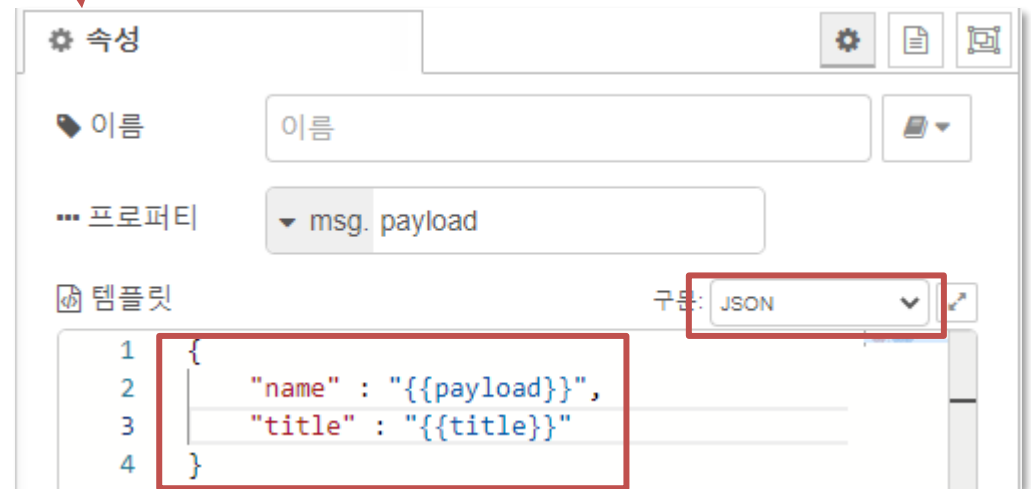 속성
이름 이름
프로퍼티 msg. payload
템플릿 구문: JSON
1 {
2 "name" : "{{payload}}",
3 "title" : "{{title}}"
4 }